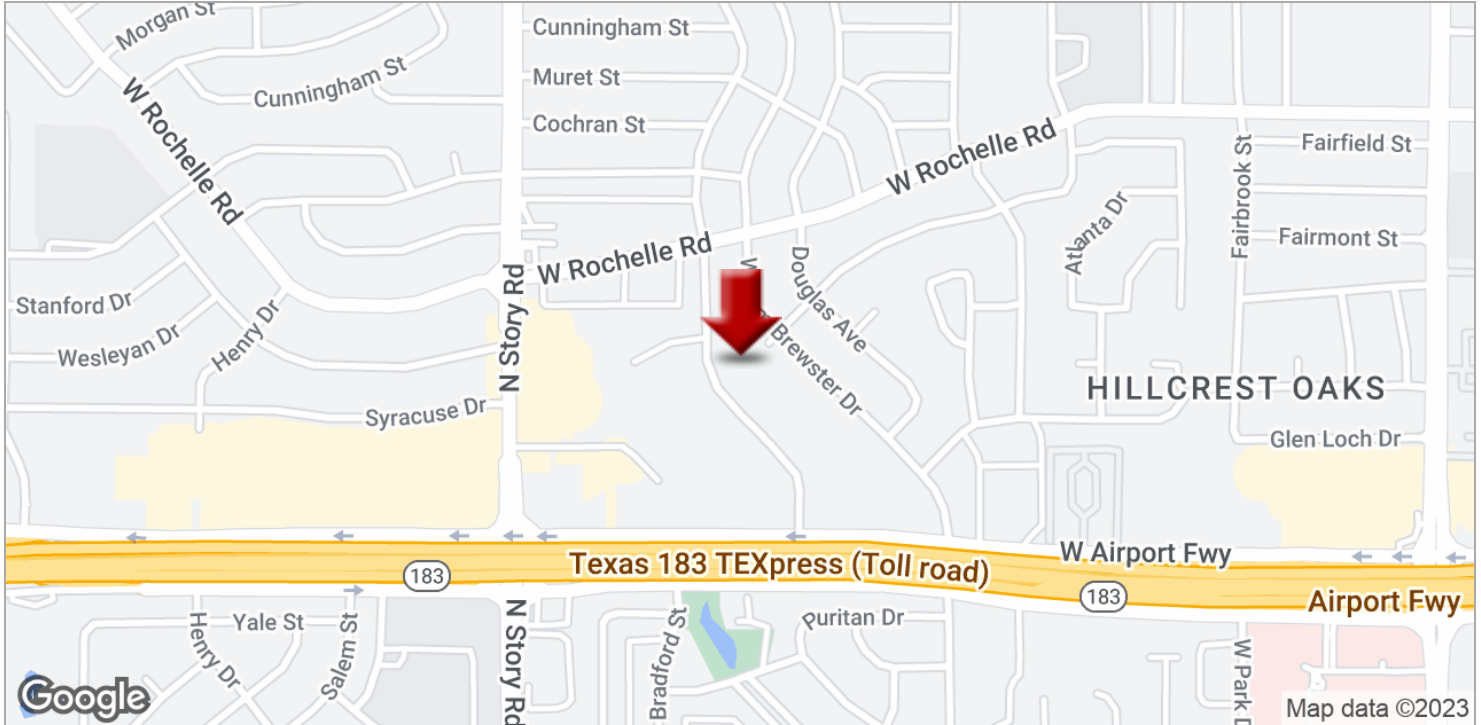 Morgan St
Cunningham St
Cunningham St
Muret St
Cochran St
W Rochelle Rd
W Rochelle Rd
W Rochelle Rd
Fairfield St
Fairbrook St
Atlanta Dr
Fairmont St
Douglas Ave
Stanford Dr
Wesleyan Dr
Henry Dr
N Story Rd
Brewster Dr
HILLCREST OAKS
Syracuse Dr
Glen Loch Dr
W Airport Fwy
Texas 183 TEXpress (Toll road)
183
183
Airport Fwy
Yale St
Henry Dr
Salem St
N Story Rd
Bradford St
Puritan Dr
W Park D
Google
Map data ©2023